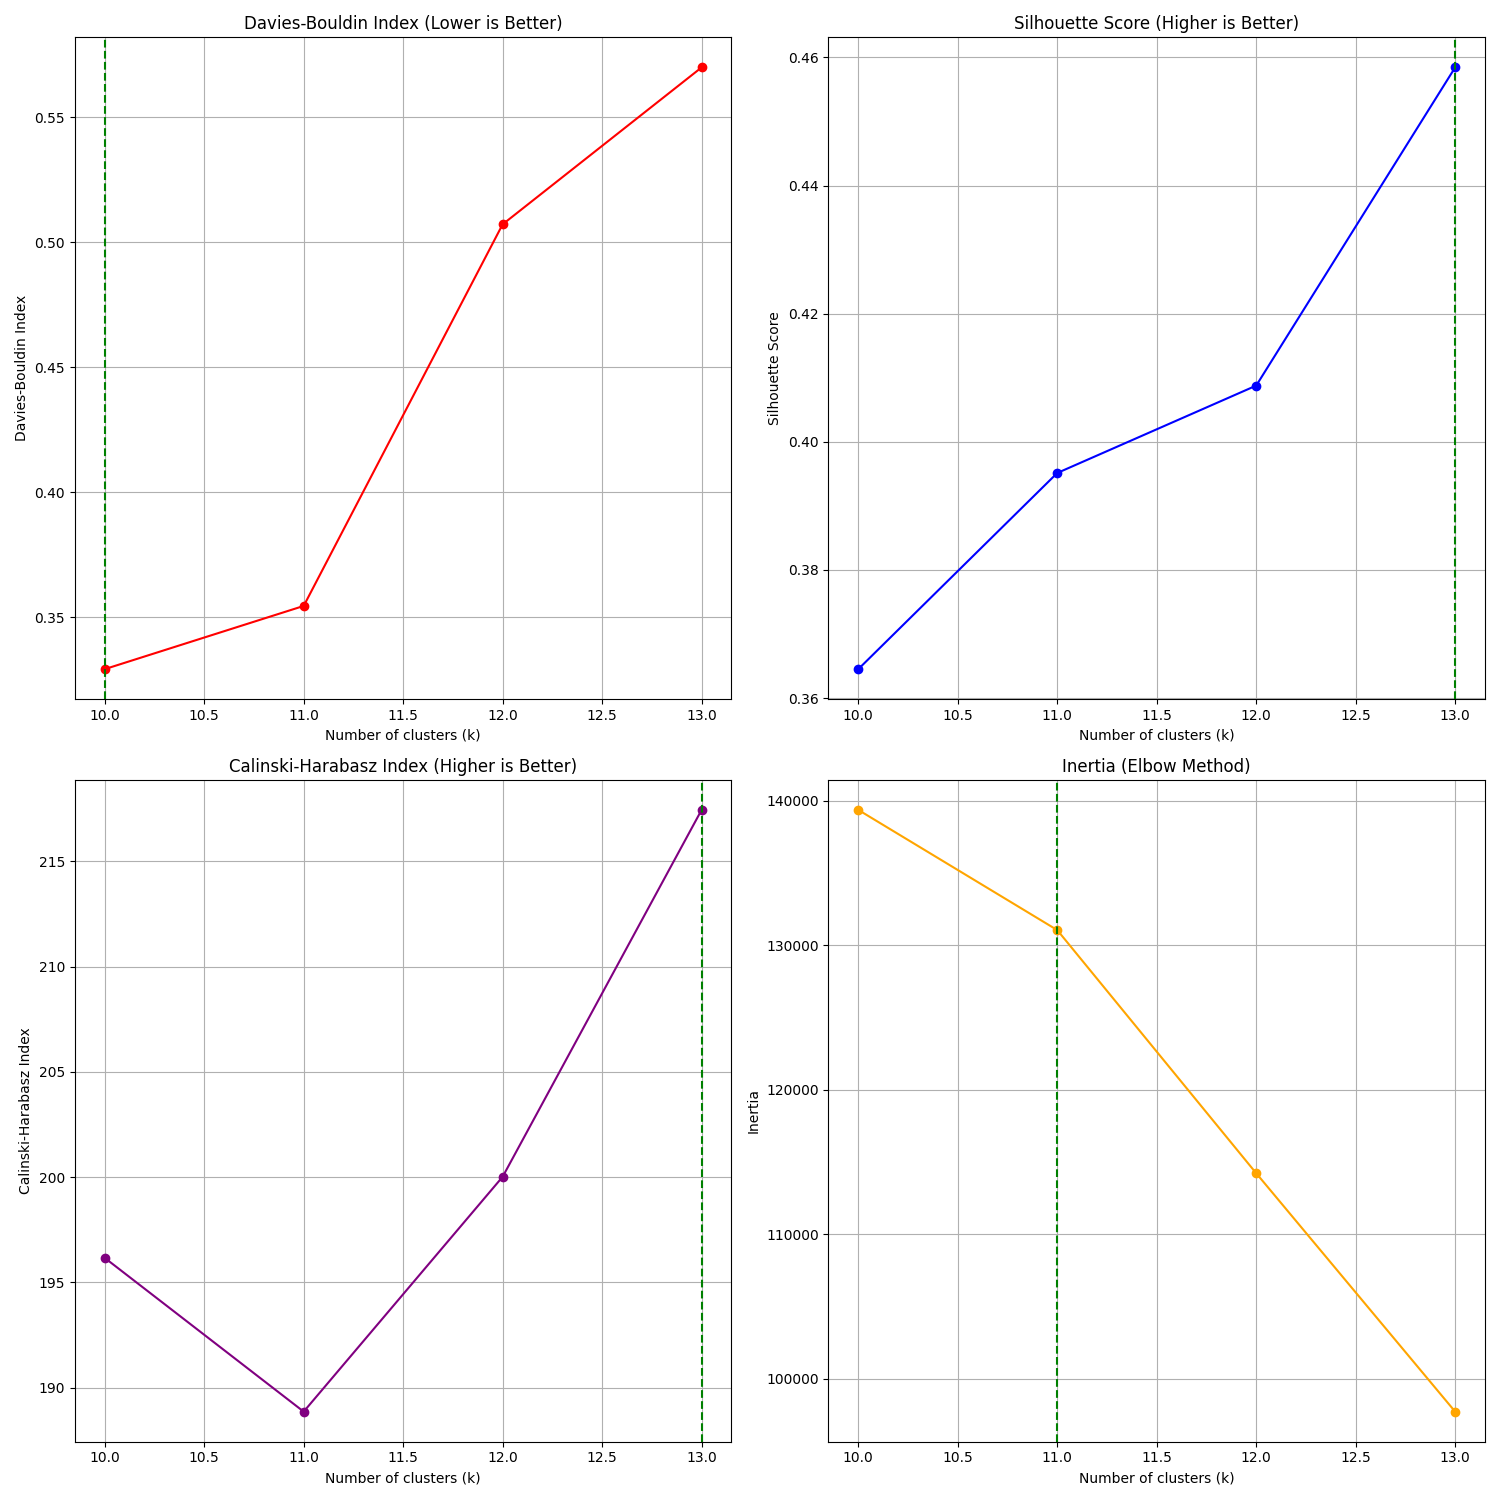 Davies-Bouldin Index (Lower is Better)
Davies-Bouldin Index
0.55
0.50
0.45
0.40
0.35
10.0 10.5 11.0 11.5 12.0 12.5 13.0
Number of clusters (k)
Silhouette Score (Higher is Better)
Silhouette Score
0.46
0.44
0.42
0.40
0.38
0.36
10.0 10.5 11.0 11.5 12.0 12.5 13.0
Number of clusters (k)
Calinski-Harabasz Index (Higher is Better)
Calinski-Harabasz Index
215
210
205
200
195
190
10.0 10.5 11.0 11.5 12.0 12.5 13.0
Number of clusters (k)
Inertia (Elbow Method)
Inertia
140000
130000
120000
110000
100000
10.0 10.5 11.0 11.5 12.0 12.5 13.0
Number of clusters (k)